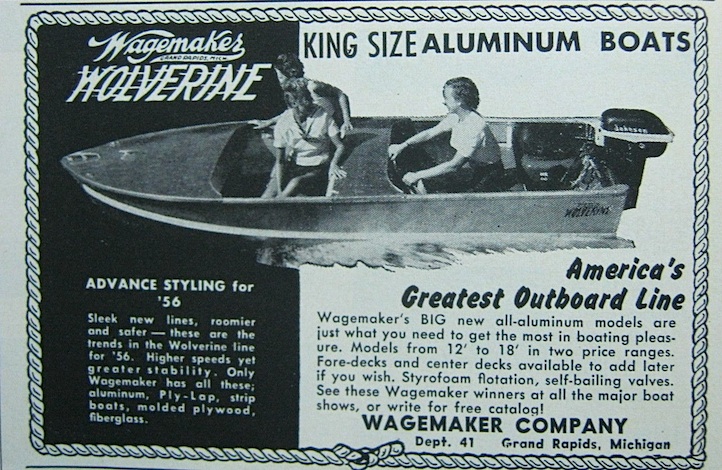 Wagemaker
GRAND RAPIDS, MICH.
WOLVERINE
KING SIZE ALUMINUM BOATS
Johnson
WOLVERINE
ADVANCE STYLING for
'56
Sleek new lines, roomier
and safer — these are the
trends in the Wolverine line
for '56. Higher speeds yet
greater stability. Only
Wagemaker has all these;
aluminum, Ply-Lap, strip
boats, molded plywood,
fiberglass.
America's
Greatest Outboard Line
Wagemaker's BIG new all-aluminum models are
just what you need to get the most in boating pleas-
ure. Models from 12' to 18' in two price ranges.
Fore-decks and center decks available to add later
if you wish. Styrofoam flotation, self-bailing valves.
See these Wagemaker winners at all the major boat
shows, or write for free catalog!
WAGEMAKER COMPANY
Dept. 41 Grand Rapids, Michigan